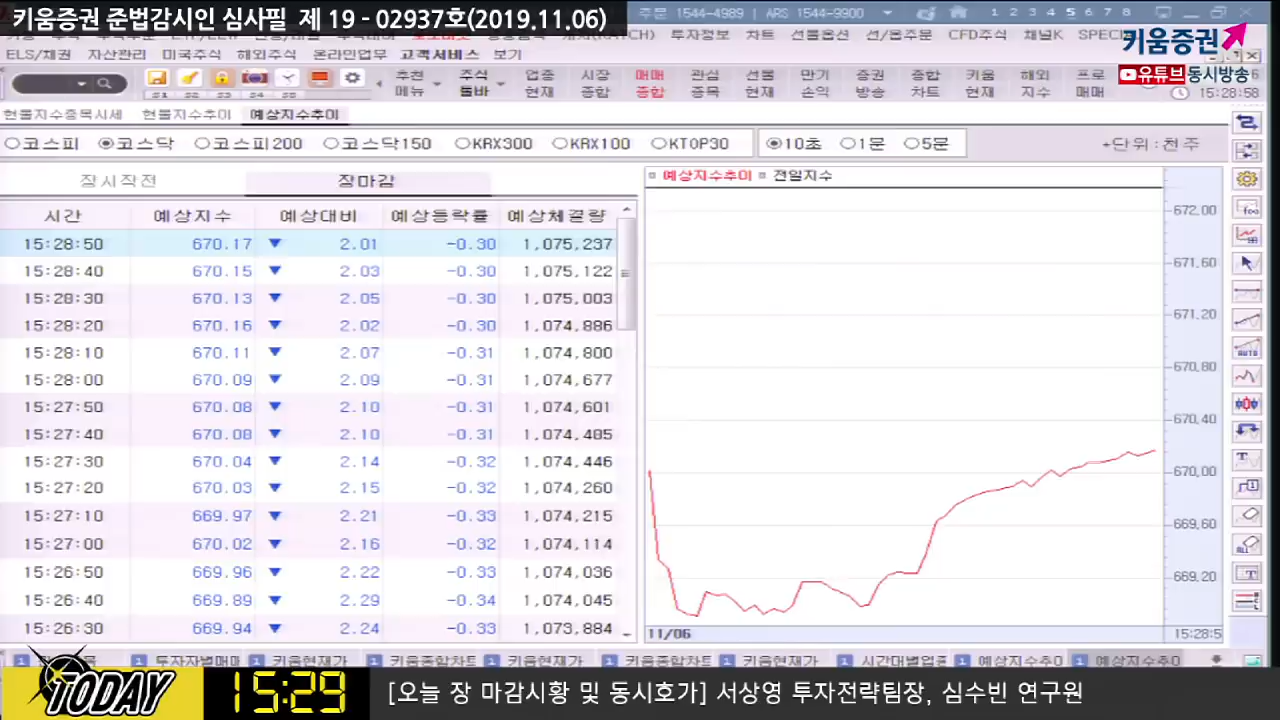 키움증권 준법감시인 심사필 제 19 - 02937호(2019.11.06)
주문 1544-4989 ARS 1544-9900
1 2 3 4 5 6 7 8
투자정보 차트 선물옵션 선/옵주문 CFD주식 채널K
키움증권
ELS/채권 자산관리 미국주식 해외주식 온라인업무 고객서비스 보기
유튜브 동시방송
추천 메뉴 주식 돌바 업종 현재 시장 종합 매매 종합 관심 종목 선물 현재 만기 손익 증권 방송 종합 차트 키움 현재 해외 지수 프로 매매
15:28:58
현물지수종목시세 현물지수추이 예상지수추이
코스피 코스닥 코스피200 코스닥150 KRX300 KRX100 KTOP30 10초 1분 5분 +단위:천주
장시작전 장마감
예상지수추이 전일지수
시간 예상지수 예상대비 예상등락률 예상체결량
15:28:50 670.17 ▼ 2.01 -0.30 1,075,237
15:28:40 670.15 ▼ 2.03 -0.30 1,075,122
15:28:30 670.13 ▼ 2.05 -0.30 1,075,003
15:28:20 670.16 ▼ 2.02 -0.30 1,074,886
15:28:10 670.11 ▼ 2.07 -0.31 1,074,800
15:28:00 670.09 ▼ 2.09 -0.31 1,074,677
15:27:50 670.08 ▼ 2.10 -0.31 1,074,601
15:27:40 670.08 ▼ 2.10 -0.31 1,074,485
15:27:30 670.04 ▼ 2.14 -0.32 1,074,446
15:27:20 670.03 ▼ 2.15 -0.32 1,074,260
15:27:10 669.97 ▼ 2.21 -0.33 1,074,215
15:27:00 670.02 ▼ 2.16 -0.32 1,074,114
15:26:50 669.96 ▼ 2.22 -0.33 1,074,036
15:26:40 669.89 ▼ 2.29 -0.34 1,074,045
15:26:30 669.94 ▼ 2.24 -0.33 1,073,884
672,00
671,60
671,20
670,80
670,40
670,00
669,60
669,20
11/06 15:28:5
투자자별매매 키움현재가 키움종합차트 키움현재가 키움종합차트 키움현재가 시간대별업종 예상지수추이 예상지수추이
TODAY
15:29
[오늘 장 마감시황 및 동시호가] 서상영 투자전략팀장, 심수빈 연구원